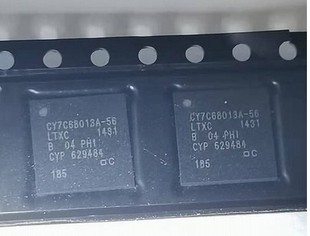 CY7C68013A-56
LTXC 1431
B 04 PHI
CYP 629484
C
185
CY7C68013A-56
LTXC 1431
B 04 PHI
CYP 629484
C
185